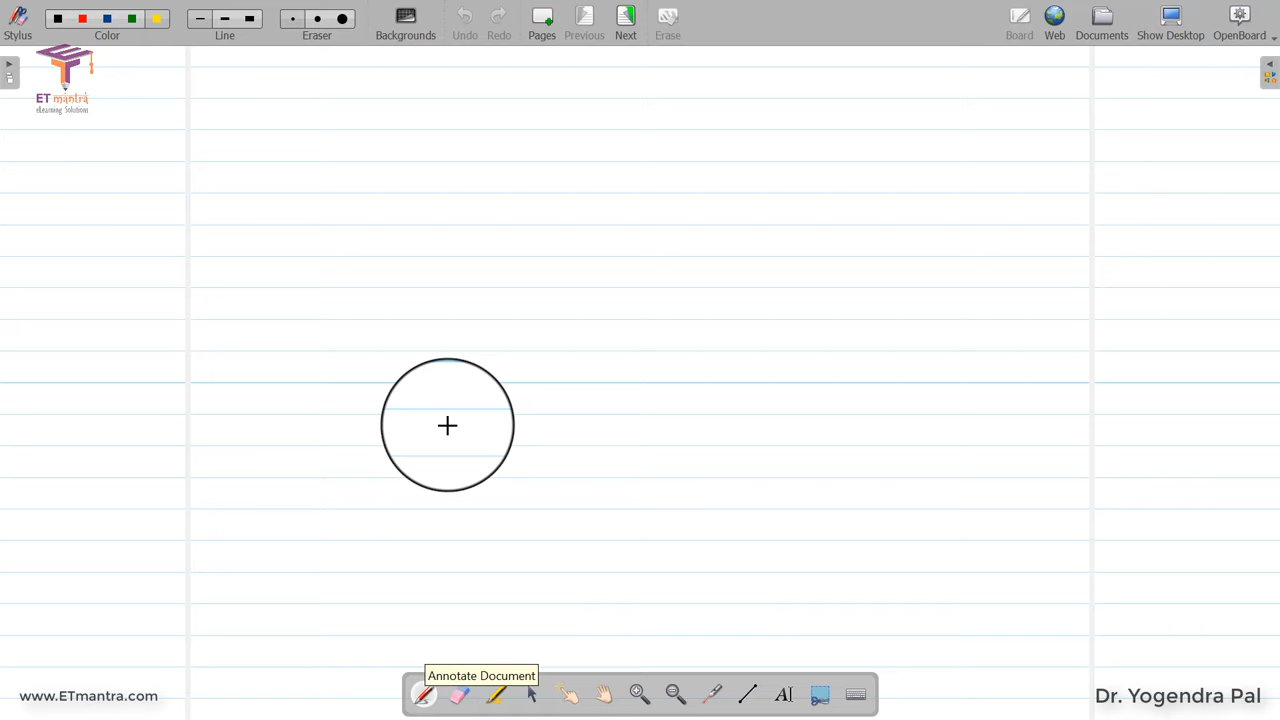 Stylus Color Line Eraser Backgrounds Undo Redo Pages Previous Next Erase Board Web Documents Show Desktop OpenBoard
ET mantra
eLearning Solutions
Annotate Document
www.ETmantra.com
Dr. Yogendra Pal